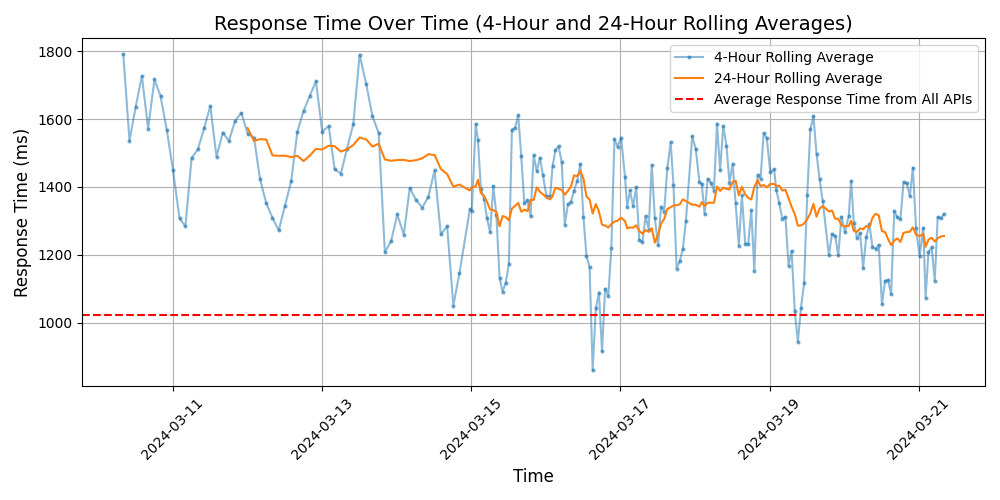 Response Time Over Time (4-Hour and 24-Hour Rolling Averages)
1800
1600
1400
1200
1000
Response Time (ms)
4-Hour Rolling Average
24-Hour Rolling Average
Average Response Time from All APIs
2024-03-11
2024-03-13
2024-03-15
2024-03-17
2024-03-19
2024-03-21
Time